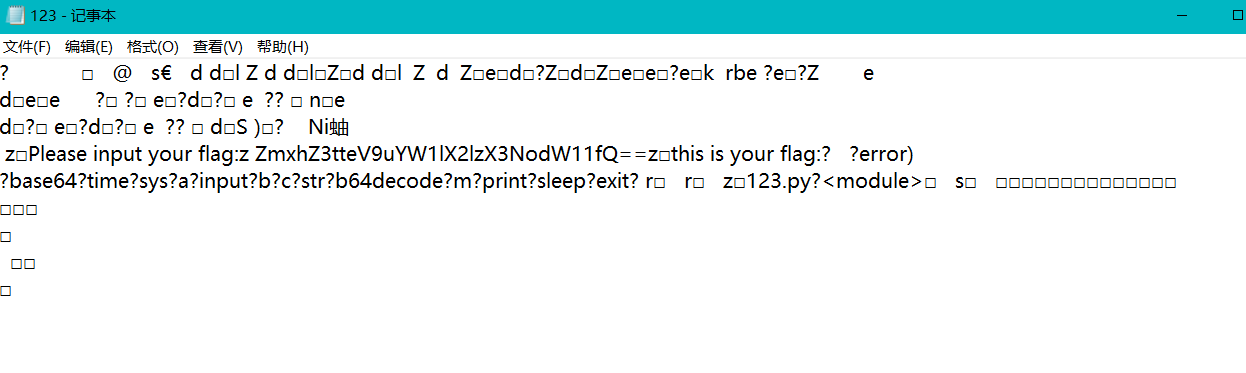 123 - 记事本
文件(F) 编辑(E) 格式(O) 查看(V) 帮助(H)
? □ @ s€ d d□l Z d d□l□Z□d d□l Z d Z□e□d□?Z□d□Z□e□e□?e□k rbe ?e□?Z e
d□e□e ?□ ?□ e□?d□?□ e ?? □ n□e
d□?□ e□?d□?□ e ?? □ d□S )□? Ni蚰
z□Please input your flag:z ZmxhZ3tteV9uYW1lX2lzX3NodW11fQ==z□this is your flag:? ?error)
?base64?time?sys?a?input?b?c?str?b64decode?m?print?sleep?exit? r□ r□ z□123.py?<module>□ s□ □□□□□□□□□□□□□□
□□□
□
□□
□